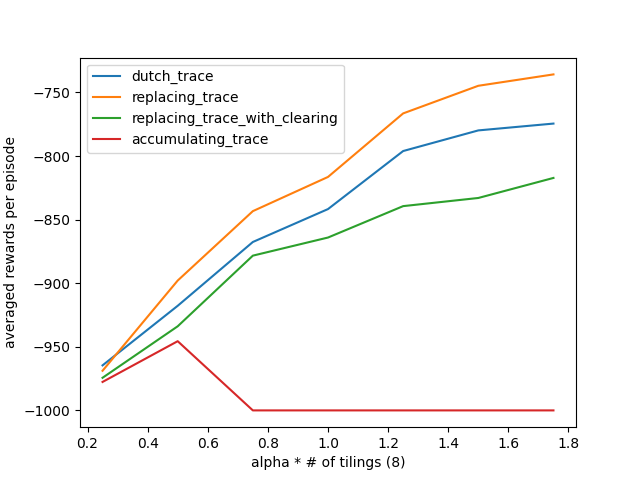 dutch_trace
replacing_trace
replacing_trace_with_clearing
accumulating_trace
averaged rewards per episode
−750
−800
−850
−900
−950
−1000
0.2 0.4 0.6 0.8 1.0 1.2 1.4 1.6 1.8
alpha * # of tilings (8)